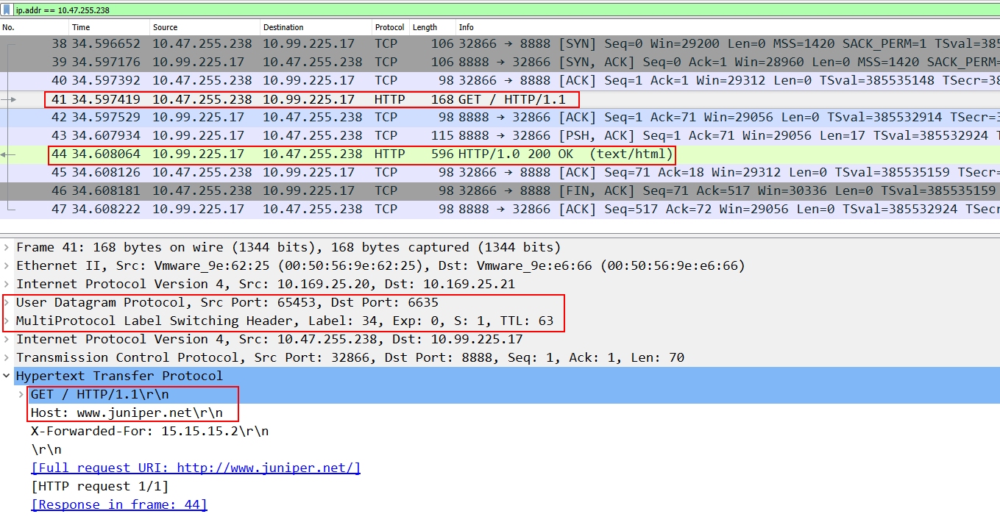 ip.addr == 10.47.255.238
No. Time Source Destination Protocol Length Info
38 34.596652 10.47.255.238 10.99.225.17 TCP 106 32866 → 8888 [SYN] Seq=0 Win=29200 Len=0 MSS=1420 SACK_PERM=1 TSval=385
39 34.597176 10.99.225.17 10.47.255.238 TCP 106 8888 → 32866 [SYN, ACK] Seq=0 Ack=1 Win=28960 Len=0 MSS=1420 SACK_PERM=
40 34.597392 10.47.255.238 10.99.225.17 TCP 98 32866 → 8888 [ACK] Seq=1 Ack=1 Win=29312 Len=0 TSval=385535148 TSecr=38
41 34.597419 10.47.255.238 10.99.225.17 HTTP 168 GET / HTTP/1.1
42 34.597529 10.99.225.17 10.47.255.238 TCP 98 8888 → 32866 [ACK] Seq=1 Ack=71 Win=29056 Len=0 TSval=385532914 TSecr=3
43 34.607934 10.99.225.17 10.47.255.238 TCP 115 8888 → 32866 [PSH, ACK] Seq=1 Ack=71 Win=29056 Len=17 TSval=385532924 T
44 34.608064 10.99.225.17 10.47.255.238 HTTP 596 HTTP/1.0 200 OK (text/html)
45 34.608126 10.47.255.238 10.99.225.17 TCP 98 32866 → 8888 [ACK] Seq=71 Ack=18 Win=29312 Len=0 TSval=385535159 TSecr=
46 34.608181 10.47.255.238 10.99.225.17 TCP 98 32866 → 8888 [FIN, ACK] Seq=71 Ack=517 Win=30336 Len=0 TSval=385535159
47 34.608222 10.99.225.17 10.47.255.238 TCP 98 8888 → 32866 [ACK] Seq=517 Ack=72 Win=29056 Len=0 TSval=385532924 TSecr
Frame 41: 168 bytes on wire (1344 bits), 168 bytes captured (1344 bits)
Ethernet II, Src: Vmware_9e:62:25 (00:50:56:9e:62:25), Dst: Vmware_9e:e6:66 (00:50:56:9e:e6:66)
Internet Protocol Version 4, Src: 10.169.25.20, Dst: 10.169.25.21
User Datagram Protocol, Src Port: 65453, Dst Port: 6635
MultiProtocol Label Switching Header, Label: 34, Exp: 0, S: 1, TTL: 63
Internet Protocol Version 4, Src: 10.47.255.238, Dst: 10.99.225.17
Transmission Control Protocol, Src Port: 32866, Dst Port: 8888, Seq: 1, Ack: 1, Len: 70
Hypertext Transfer Protocol
GET / HTTP/1.1\r\n
Host: www.juniper.net\r\n
X-Forwarded-For: 15.15.15.2\r\n
\r\n
[Full request URI: http://www.juniper.net/]
[HTTP request 1/1]
[Response in frame: 44]